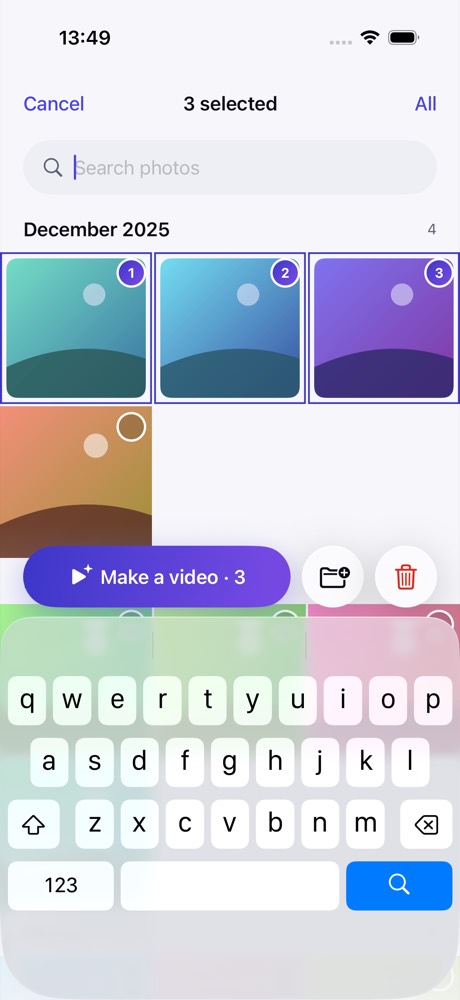 13:49
Cancel 3 selected All
Search photos
December 2025 4
1 2 3
Make a video · 3
q w e r t y u i o p
a s d f g h j k l
z x c v b n m
123